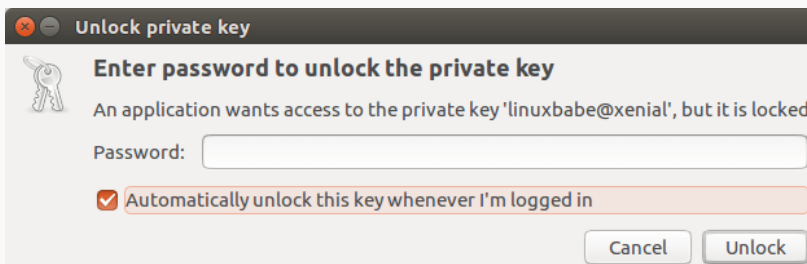 Unlock private key
Enter password to unlock the private key
An application wants access to the private key 'linuxbabe@xenial', but it is locked
Password:
Automatically unlock this key whenever I'm logged in
Cancel Unlock